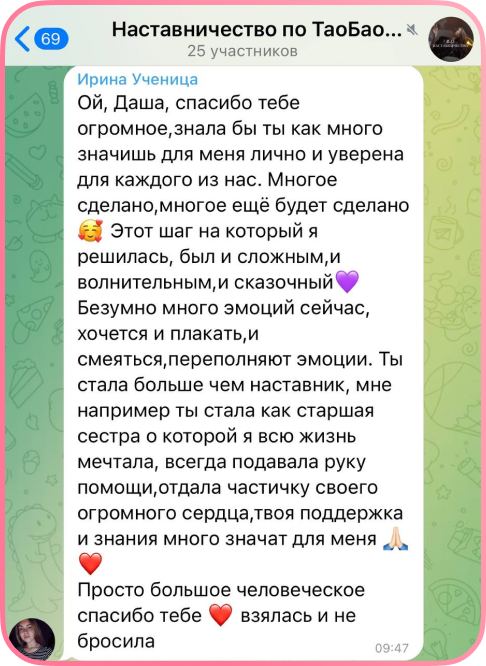 69
Наставничество по ТаоБао...
25 участников
Ирина Ученица
Ой, Даша, спасибо тебе
огромное,знала бы ты как много
значишь для меня лично и уверена
для каждого из нас. Многое
сделано,многое ещё будет сделано
🥰 Этот шаг на который я
решилась, был и сложным,и
волнительным,и сказочный💜
Безумно много эмоций сейчас,
хочется и плакать,и
смеяться,переполняют эмоции. Ты
стала больше чем наставник, мне
например ты стала как старшая
сестра о которой я всю жизнь
мечтала, всегда подавала руку
помощи,отдала частичку своего
огромного сердца,твоя поддержка
и знания много значат для меня 🙏🏻
❤️
Просто большое человеческое
спасибо тебе ❤️ взялась и не
бросила
09:47